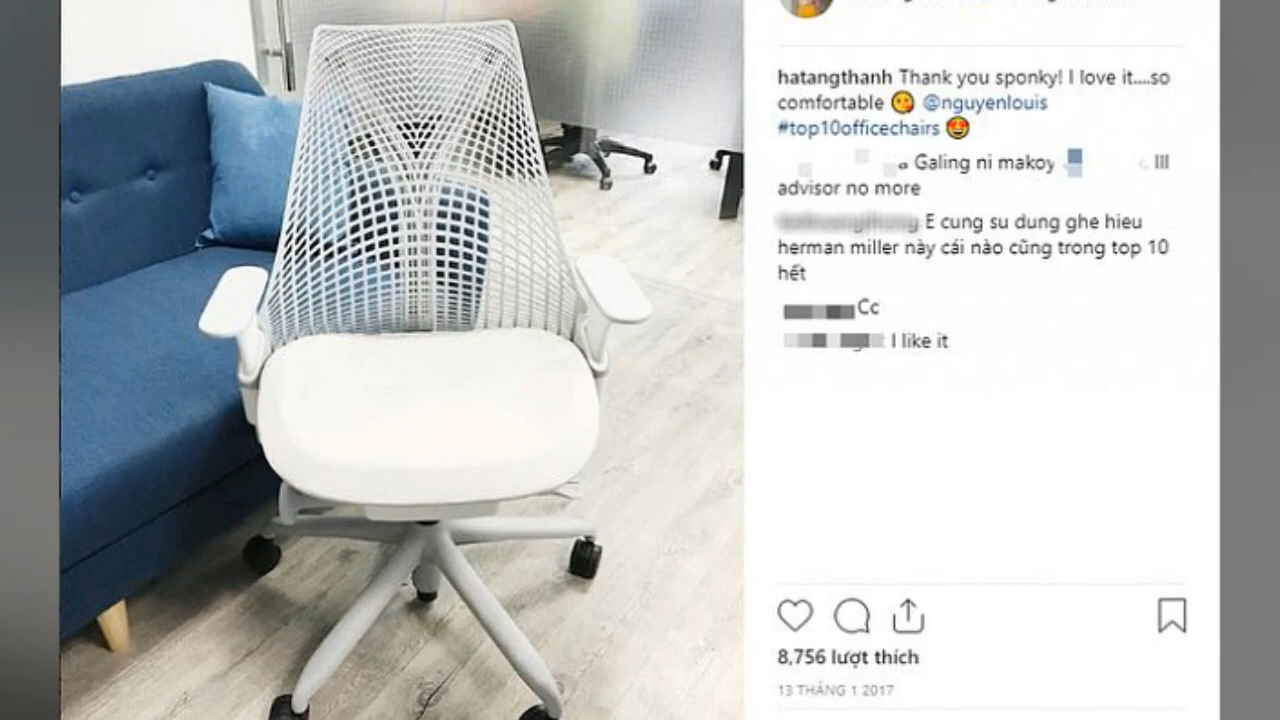 hatangthanh Thank you sponky! I love it....so
comfortable 😘 @nguyenlouis
#top10officechairs 🤩
Galing ni makoy
advisor no more
E cung su dung ghe hieu
herman miller này cái nào cũng trong top 10
hết
Cc
I like it
8,756 lượt thích
13 THÁNG 1 2017